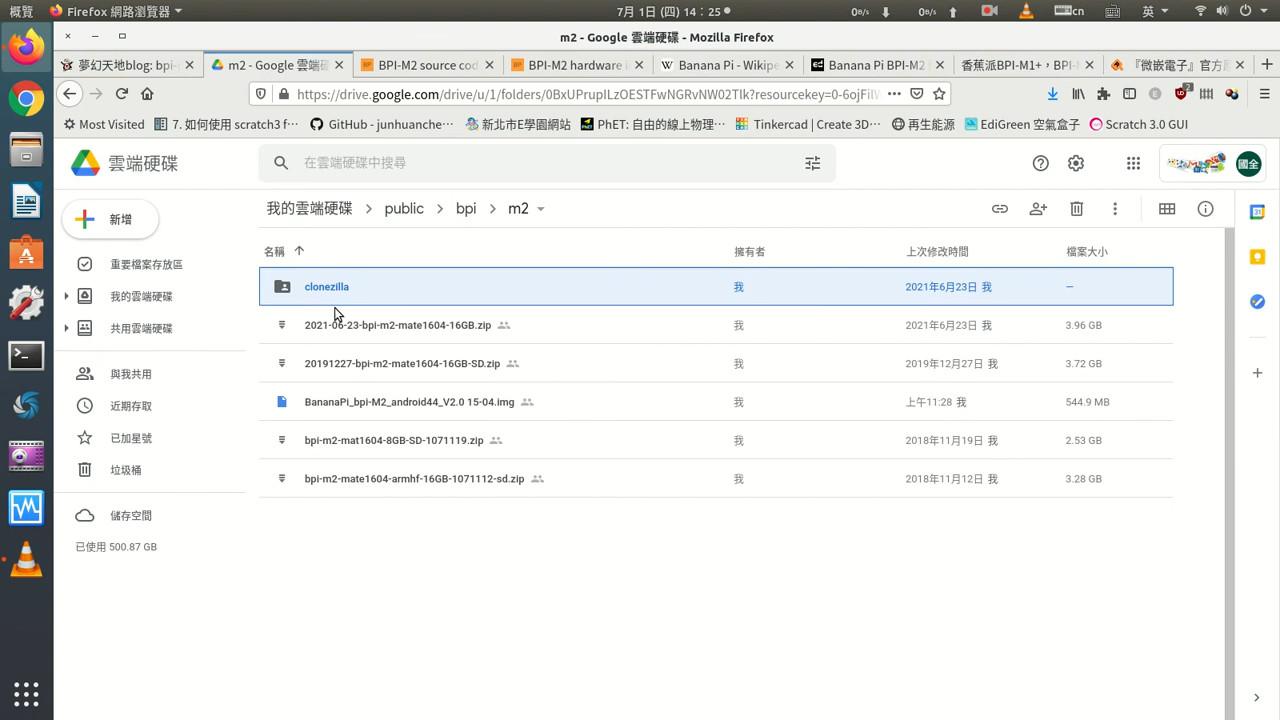 概覽
Firefox 網路瀏覽器
7月 1日 (四) 14：25
0B/s
0B/s
cn
英
m2 - Google 雲端硬碟 - Mozilla Firefox
夢幻天地blog: bpi-
m2 - Google 雲端硬
BPI-M2 source cod
BPI-M2 hardware i
Banana Pi - Wikipe
Banana Pi BPI-M2
香蕉派BPI-M1+，BPI-
『微嵌電子』官方
https://drive.google.com/drive/u/1/folders/0BxUPrupILzOESTFwNGRvNW02Tlk?resourcekey=0-6ojFilW
2
Most Visited
7. 如何使用 scratch3 f…
GitHub - junhuanche…
新北市E學園網站
PhET: 自由的線上物理…
Tinkercad | Create 3D…
再生能源
EdiGreen 空氣盒子
Scratch 3.0 GUI
雲端硬碟
在雲端硬碟中搜尋
國全
新增
我的雲端硬碟
public
bpi
m2
31
名稱
擁有者
上次修改時間
檔案大小
重要檔案存放區
我的雲端硬碟
共用雲端硬碟
與我共用
近期存取
已加星號
垃圾桶
儲存空間
已使用 500.87 GB
clonezilla
我
2021年6月23日 我
—
2021-06-23-bpi-m2-mate1604-16GB.zip
我
2021年6月23日 我
3.96 GB
20191227-bpi-m2-mate1604-16GB-SD.zip
我
2019年12月27日 我
3.72 GB
BananaPi_bpi-M2_android44_V2.0 15-04.img
我
上午11:28 我
544.9 MB
bpi-m2-mat1604-8GB-SD-1071119.zip
我
2018年11月19日 我
2.53 GB
bpi-m2-mate1604-armhf-16GB-1071112-sd.zip
我
2018年11月12日 我
3.28 GB